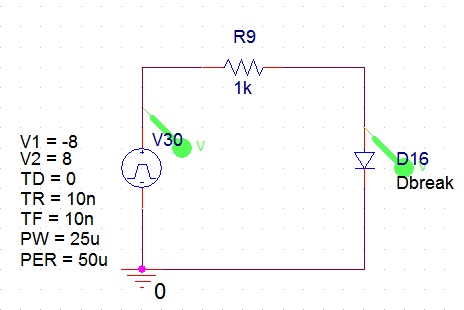 R9
1k
V30
V
V1 = -8
V2 = 8
TD = 0
TR = 10n
TF = 10n
PW = 25u
PER = 50u
D16
V
Dbreak
0